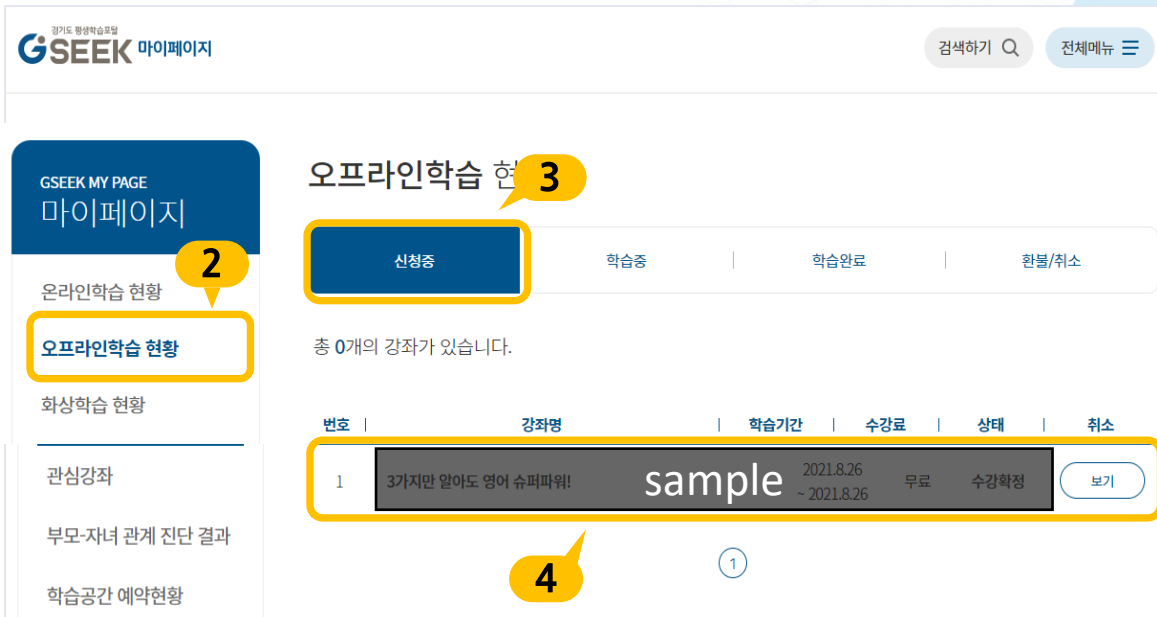 경기도 평생학습포털
GSEEK 마이페이지
검색하기
전체메뉴
GSEEK MY PAGE
마이페이지
2
온라인학습 현황
오프라인학습 현황
화상학습 현황
관심강좌
부모-자녀 관계 진단 결과
학습공간 예약현황
오프라인학습 현
3
신청중 학습중 학습완료 환불/취소
총 0개의 강좌가 있습니다.
번호 강좌명 학습기간 수강료 상태 취소
1 3가지만 알아도 영어 슈퍼파워! sample 2021.8.26 ~ 2021.8.26 무료 수강확정 보기
4
1